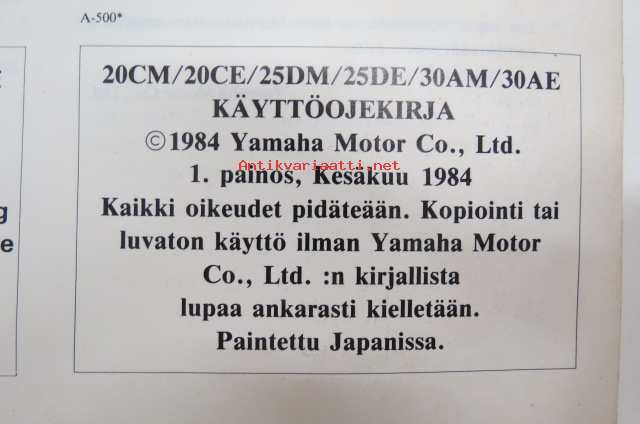 A-500*
20CM/20CE/25DM/25DE/30AM/30AE
KÄYTTÖOJEKIRJA
©1984 Yamaha Motor Co., Ltd.
Antikvariaatti.net
1. painos, Kesäkuu 1984
Kaikki oikeudet pidäteään. Kopiointi tai
luvaton käyttö ilman Yamaha Motor
Co., Ltd. :n kirjallista
lupaa ankarasti kielletään.
Paintettu Japanissa.
g
e